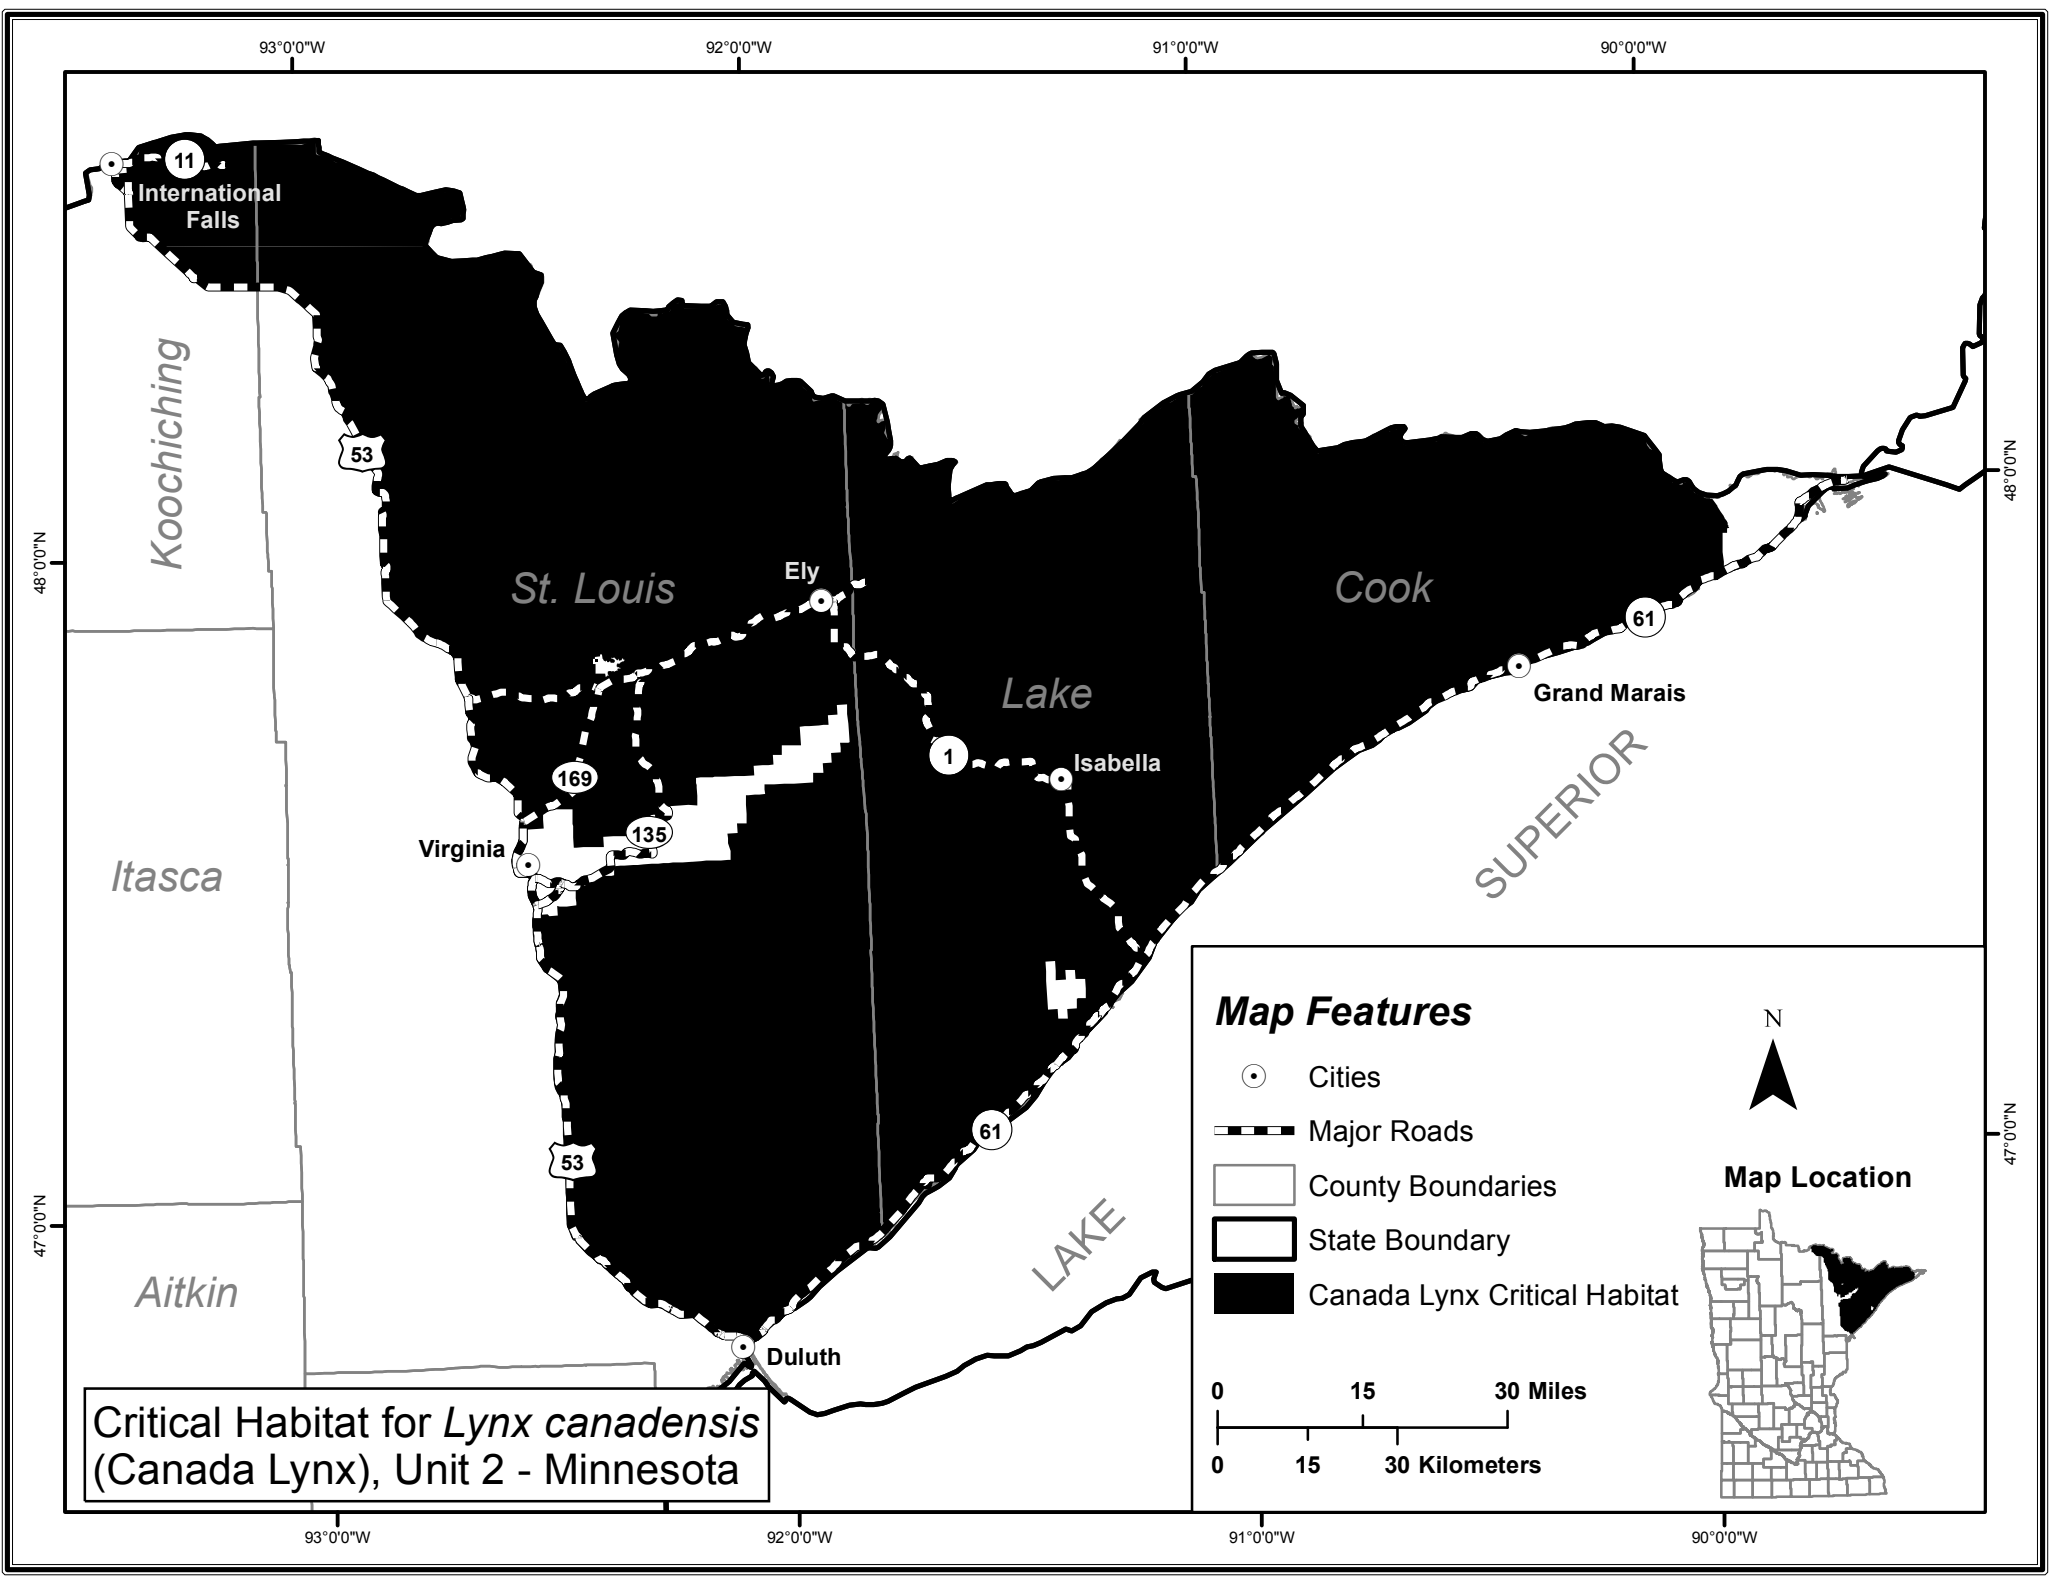 93°0'0"W
92°0'0"W
91°0'0"W
90°0'0"W
11
International
Falls
Koochiching
53
48°0'0"N
48°0'0"N
Ely
St. Louis
Cook
61
Lake
Grand Marais
1
Isabella
169
135
Virginia
Itasca
SUPERIOR
Map Features
N
Cities
Major Roads
County Boundaries
State Boundary
Canada Lynx Critical Habitat
Map Location
0 15 30 Miles
0 15 30 Kilometers
61
53
47°0'0"N
47°0'0"N
LAKE
Aitkin
Duluth
Critical Habitat for Lynx canadensis
(Canada Lynx), Unit 2 - Minnesota
93°0'0"W
92°0'0"W
91°0'0"W
90°0'0"W